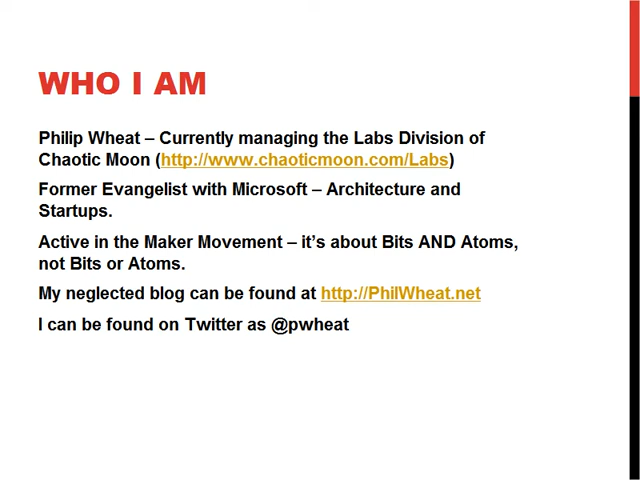 WHO I AM
Philip Wheat – Currently managing the Labs Division of
Chaotic Moon (http://www.chaoticmoon.com/Labs)
Former Evangelist with Microsoft – Architecture and
Startups.
Active in the Maker Movement – it's about Bits AND Atoms,
not Bits or Atoms.
My neglected blog can be found at http://PhilWheat.net
I can be found on Twitter as @pwheat